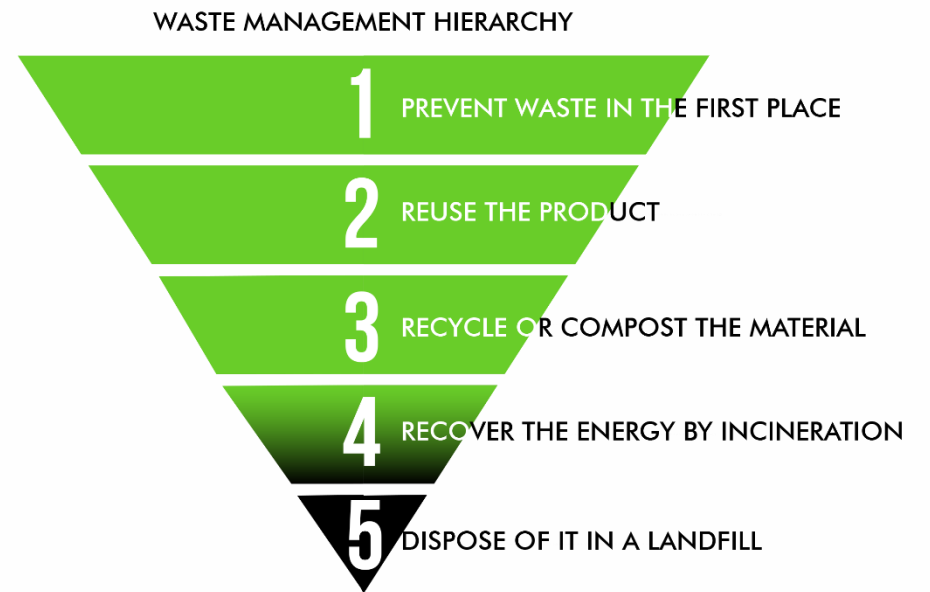 WASTE MANAGEMENT HIERARCHY
1 PREVENT WASTE IN THE FIRST PLACE
2 REUSE THE PRODUCT
3 RECYCLE OR COMPOST THE MATERIAL
4 RECOVER THE ENERGY BY INCINERATION
5 DISPOSE OF IT IN A LANDFILL